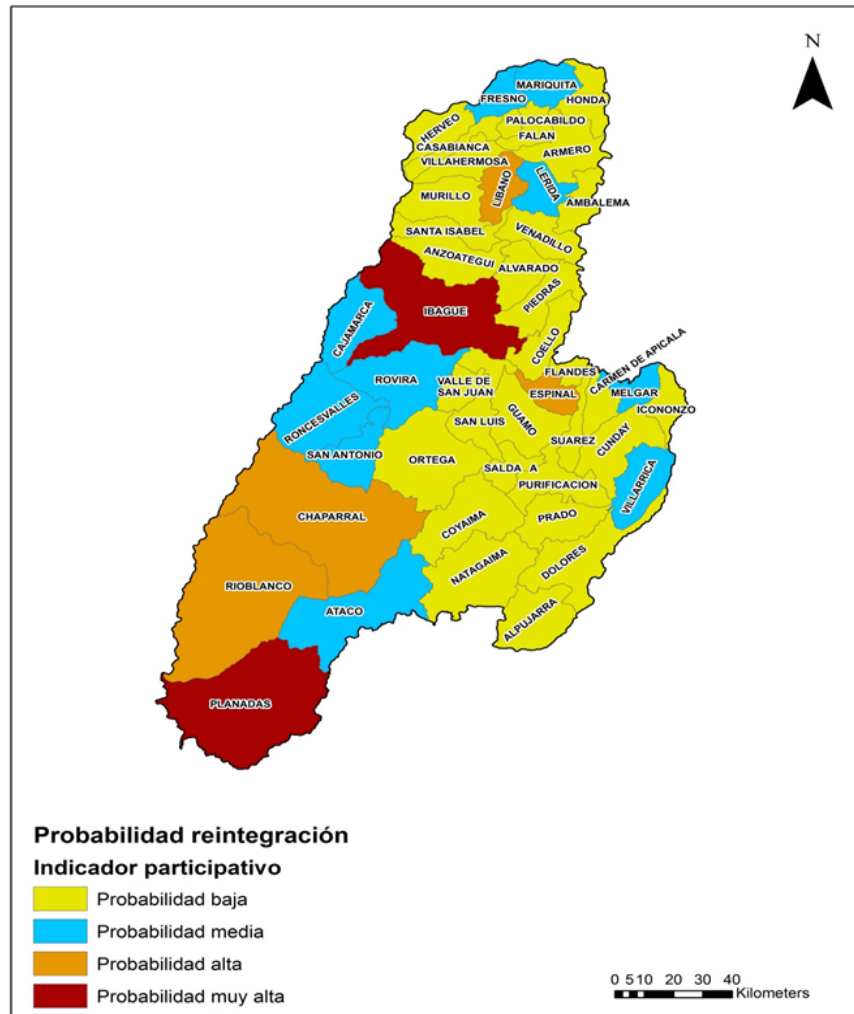 N
MARIQUITA
FRESNO
HONDA
HERVEO
PALOCABILDO
FALAN
CASABIANCA
ARMERO
VILLAHERMOSA
LIBANO
LERIDA
MURILLO
AMBALEMA
SANTA ISABEL
VENADILLO
ANZOATEGUI
ALVARADO
PIEDRAS
IBAGUE
CAJAMARCA
COELLO
CARMEN DE APICALA
ROVIRA
VALLE DE
SAN JUAN
FLANDES
ESPINAL
MELGAR
ICONONZO
RONCESVALLES
SAN LUIS
GUAMO
SUAREZ
CUNDAY
SAN ANTONIO
ORTEGA
SALDA A
PURIFICACION
VILLARRICA
CHAPARRAL
COYAIMA
PRADO
RIOBLANCO
NATAGAIMA
DOLORES
ATACO
ALPUJARRA
PLANADAS
Probabilidad reintegración
Indicador participativo
Probabilidad baja
Probabilidad media
Probabilidad alta
Probabilidad muy alta
0 5 10 20 30 40
Kilometers